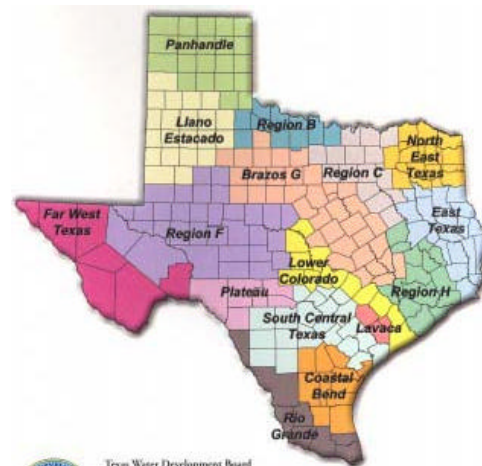 Panhandle
Llano
Estacado
Region B
North
East
Texas
Brazos G
Region C
Far West
Texas
Region F
East
Texas
Lower
Colorado
Plateau
Region H
South Central
Texas
Lavaca
Coastal
Bend
Rio
Grande
Texas Water Development Board